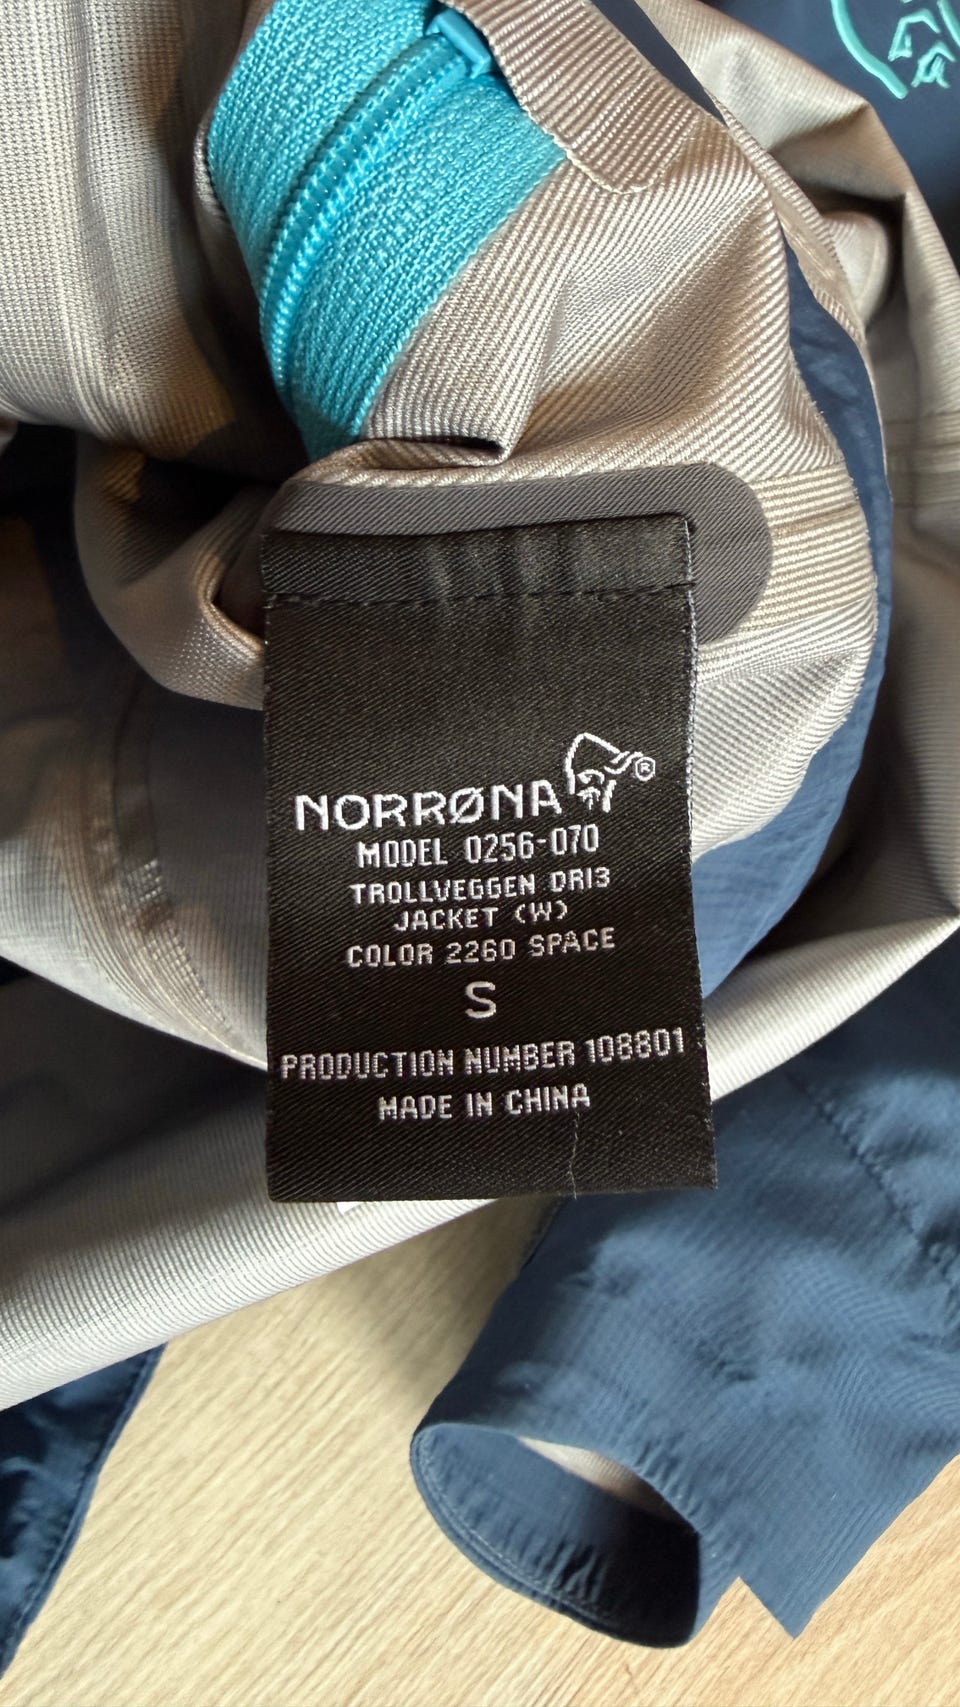 NORRØNA ®
MODEL 0256-070
TROLLVEGGEN DRI3
JACKET (W)
COLOR 2260 SPACE
S
PRODUCTION NUMBER 108801
MADE IN CHINA